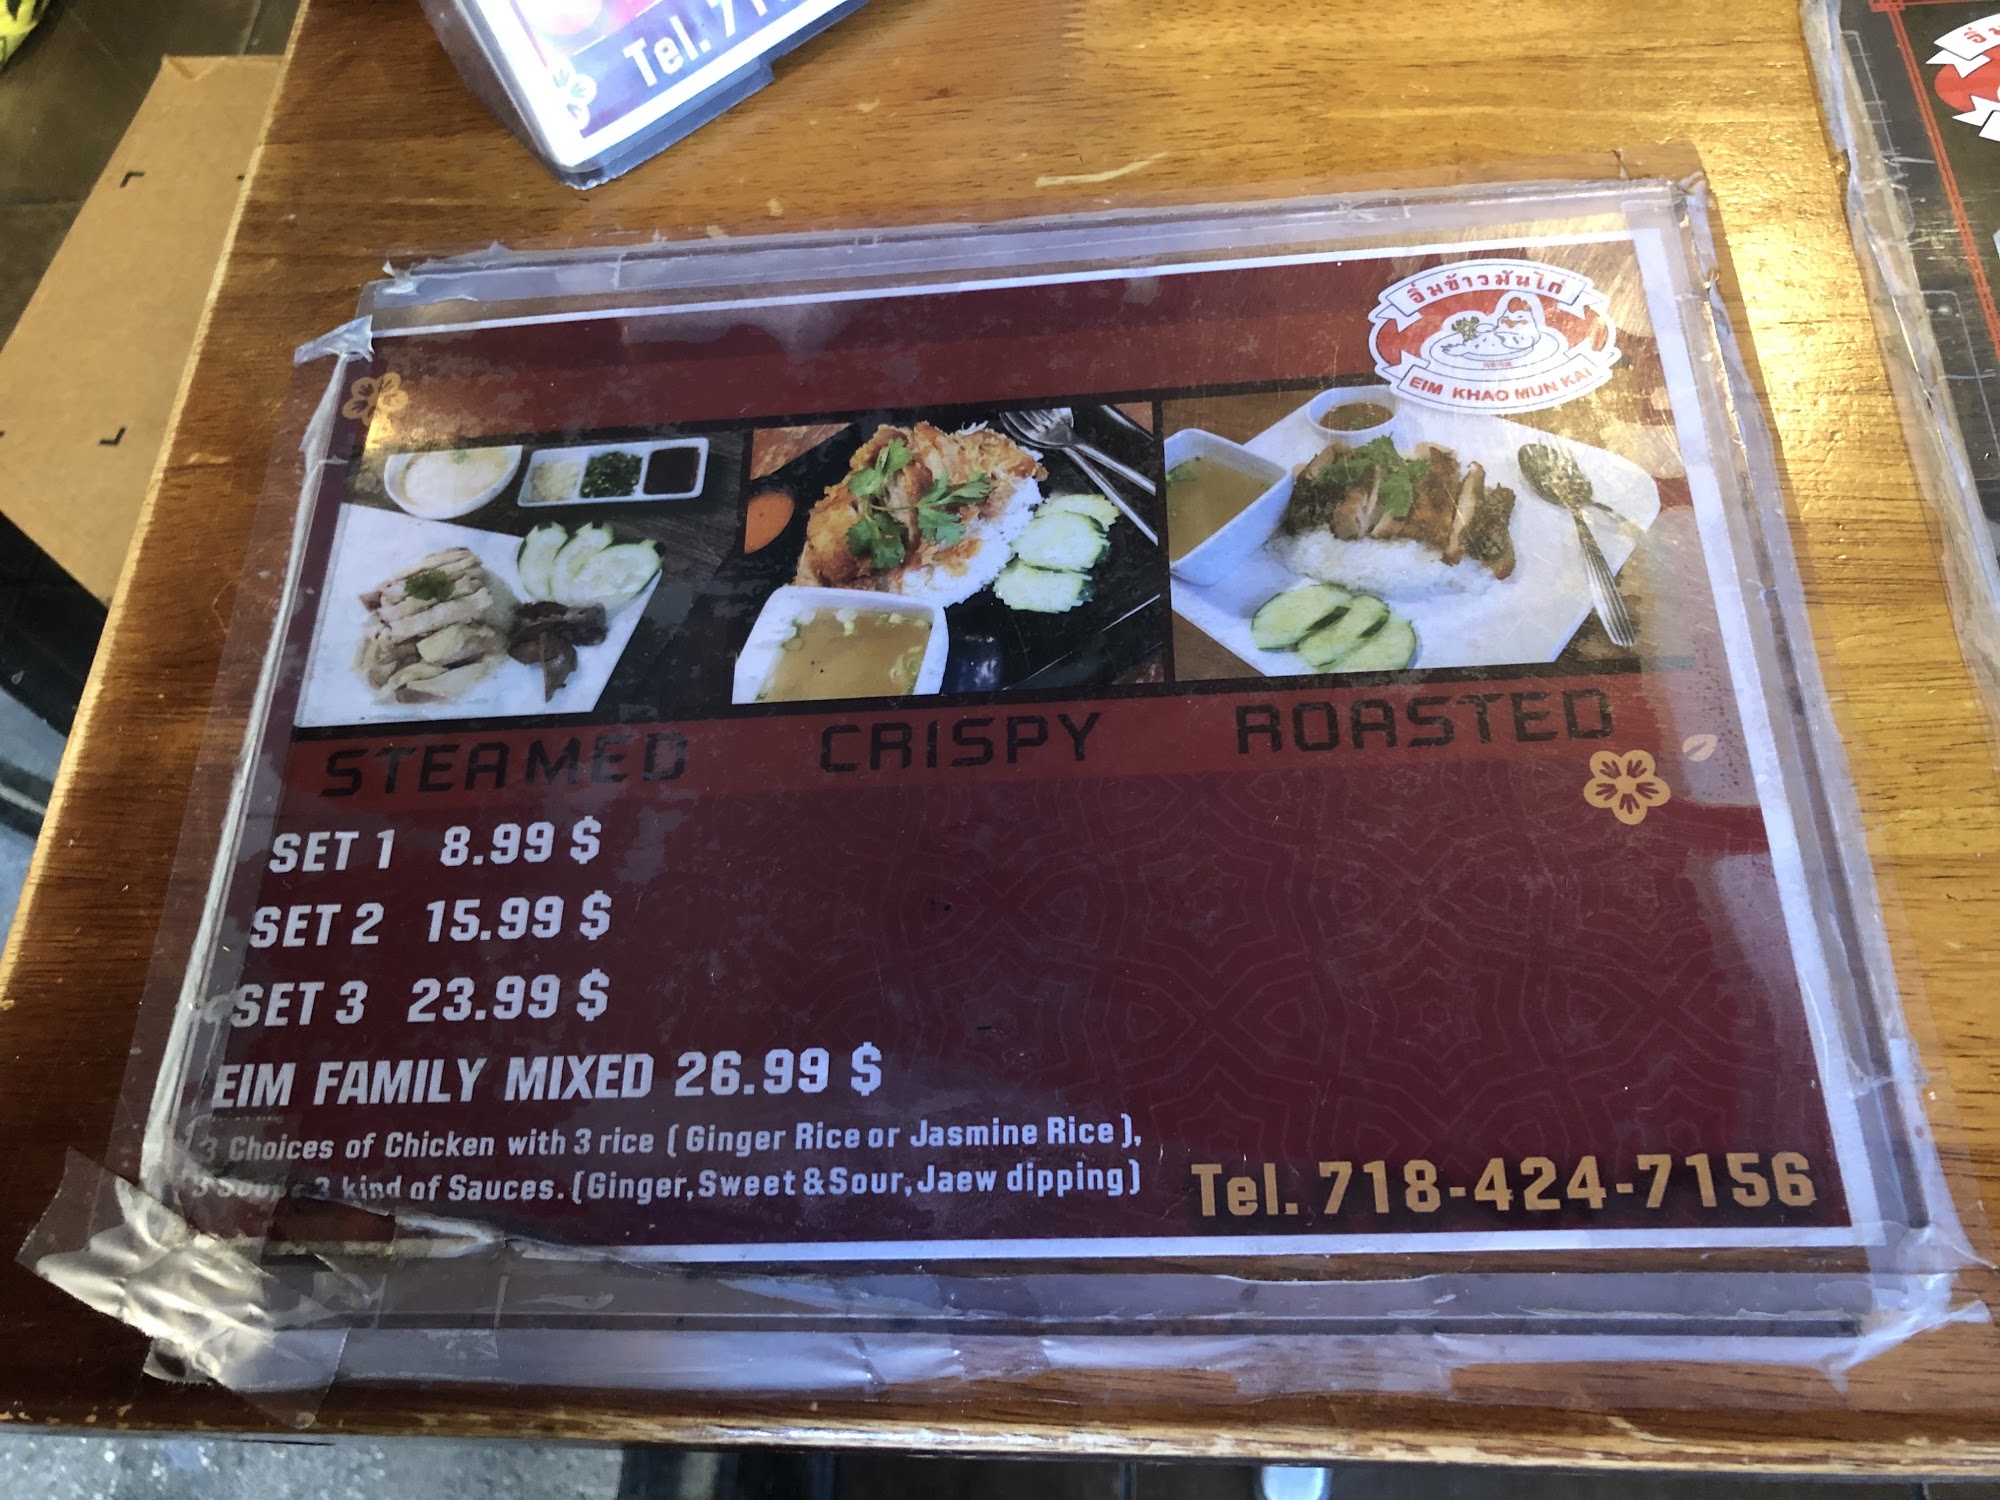 Tel. 71
อิ่มข้าวมันไก่
EIM KHAO MUN KAI
STEAMED CRISPY ROASTED
SET 1 8.99 $
SET 2 15.99 $
SET 3 23.99 $
EIM FAMILY MIXED 26.99 $
3 Choices of Chicken with 3 rice ( Ginger Rice or Jasmine Rice ),
3 Soups 3 kind of Sauces. (Ginger, Sweet & Sour, Jaew dipping)
Tel. 718-424-7156